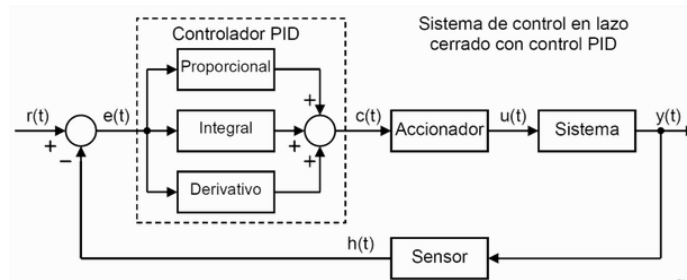 Controlador PID
Sistema de control en lazo
cerrado con control PID
Proporcional
+
r(t)
e(t)
Integral
c(t)
Accionador
u(t)
Sistema
y(t)
+
−
+
+
Derivativo
h(t)
Sensor